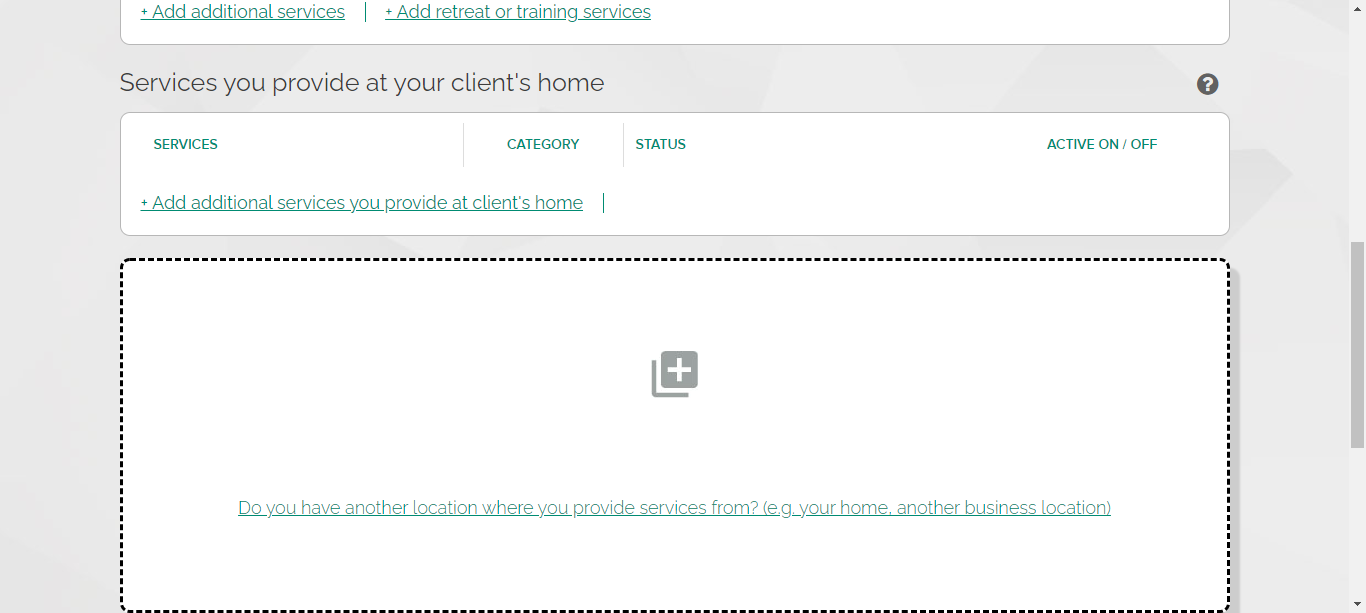 + Add additional services | + Add retreat or training services
Services you provide at your client's home
?
SERVICES CATEGORY STATUS ACTIVE ON / OFF
+ Add additional services you provide at client's home |
Do you have another location where you provide services from? (e.g. your home, another business location)